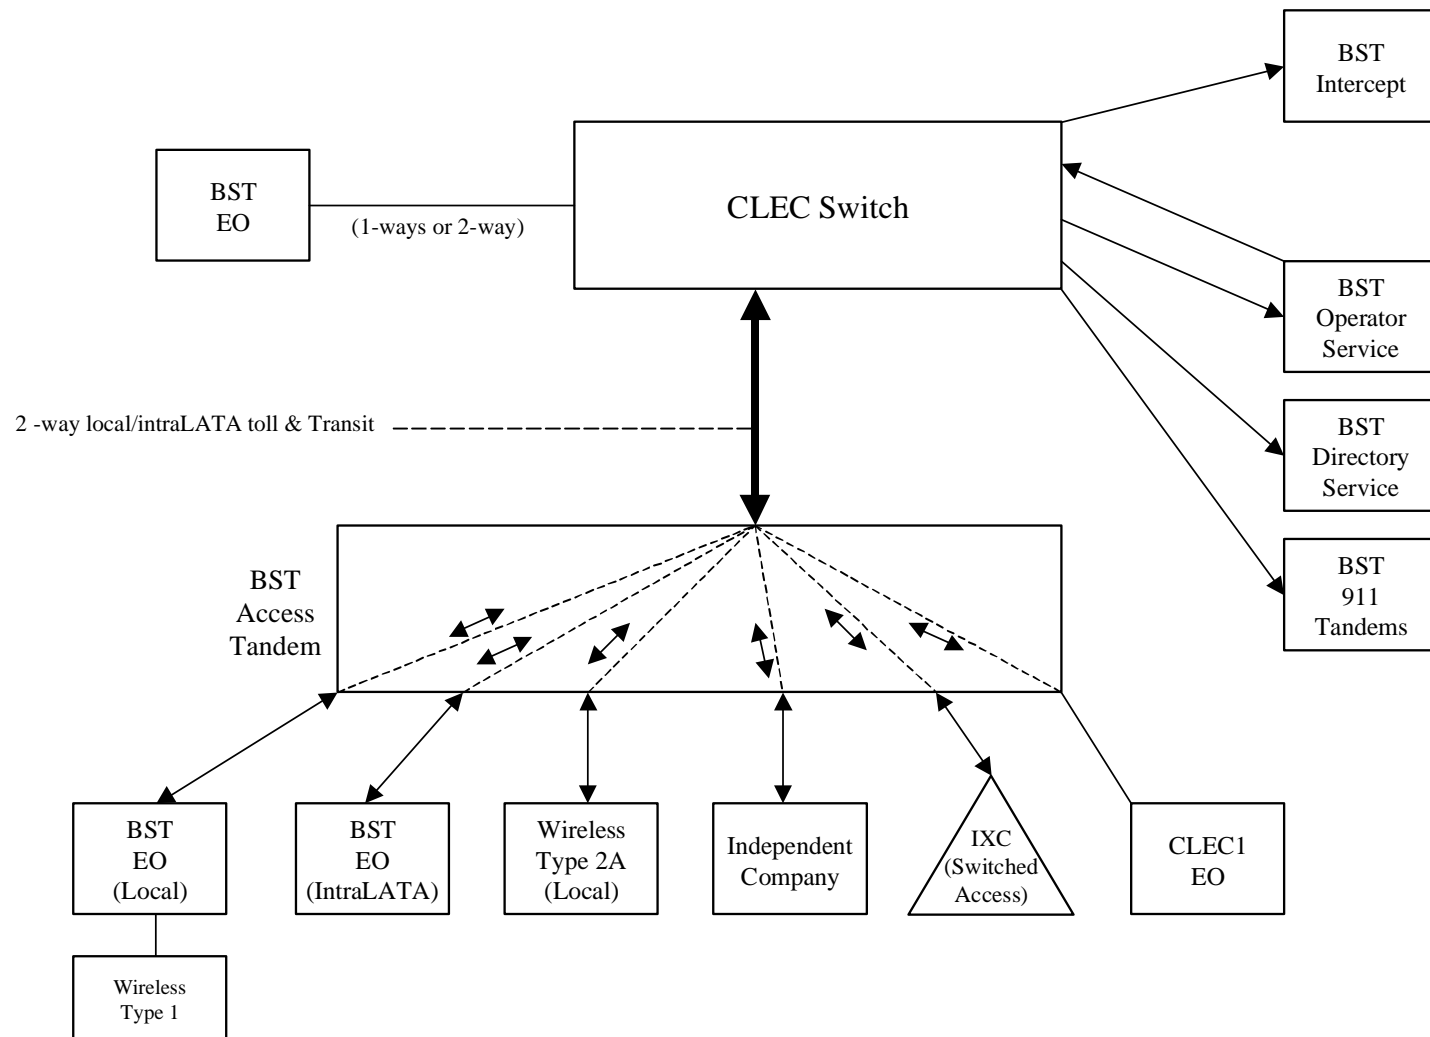 BST
Intercept
BST
EO
(1-ways or 2-way)
CLEC Switch
BST
Operator
Service
2 -way local/intraLATA toll & Transit
BST
Directory
Service
BST
911
Tandems
BST
Access
Tandem
BST
EO
(Local)
BST
EO
(IntraLATA)
Wireless
Type 2A
(Local)
Independent
Company
IXC
(Switched
Access)
CLEC1
EO
Wireless
Type 1